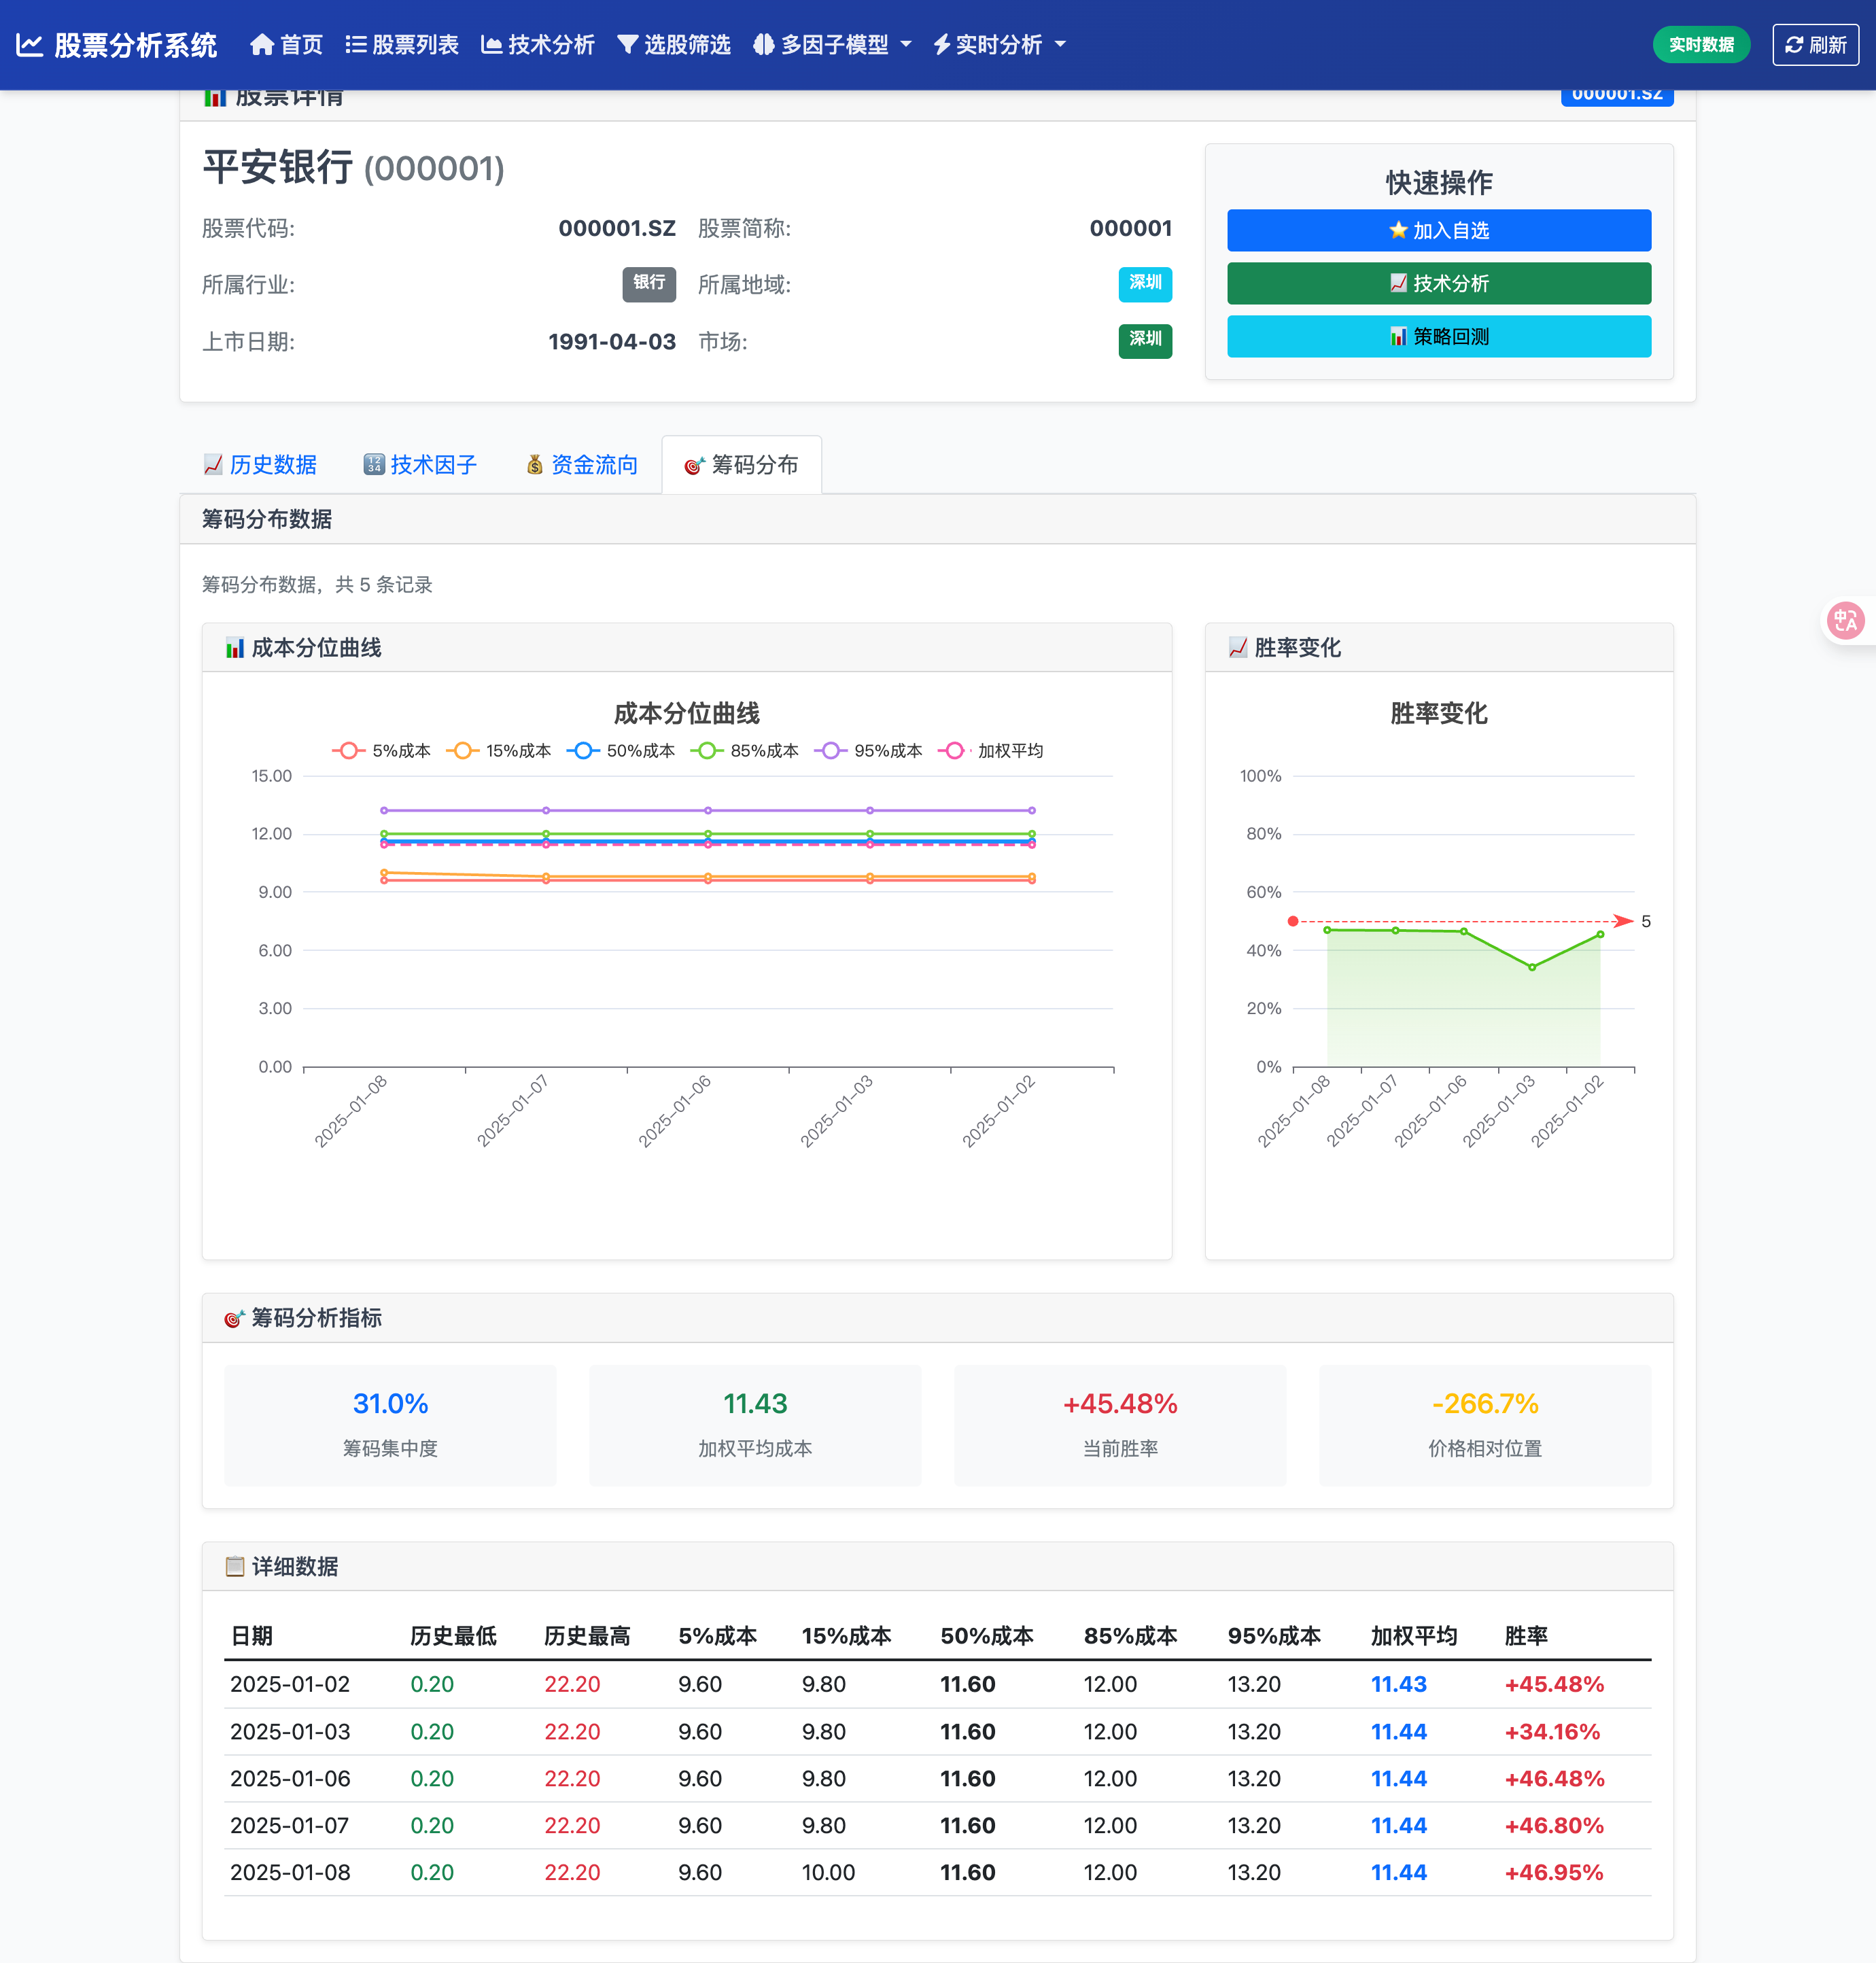 股票分析系统 首页 股票列表 技术分析 选股筛选 多因子模型 实时分析 实时数据 刷新
股票详情 000001.SZ
平安银行 (000001)
股票代码: 000001.SZ 股票简称: 000001
所属行业: 银行 所属地域: 深圳
上市日期: 1991-04-03 市场: 深圳
快速操作
加入自选
技术分析
策略回测
历史数据 技术因子 资金流向 筹码分布
筹码分布数据
筹码分布数据，共 5 条记录
成本分位曲线
成本分位曲线
5%成本 15%成本 50%成本 85%成本 95%成本 加权平均
15.00
12.00
9.00
6.00
3.00
0.00
2025-01-08 2025-01-07 2025-01-06 2025-01-03 2025-01-02
胜率变化
胜率变化
100%
80%
60%
5
40%
20%
0%
2025-01-08 2025-01-07 2025-01-06 2025-01-03 2025-01-02
中A
筹码分析指标
31.0% 11.43 +45.48% -266.7%
筹码集中度 加权平均成本 当前胜率 价格相对位置
详细数据
日期 历史最低 历史最高 5%成本 15%成本 50%成本 85%成本 95%成本 加权平均 胜率
2025-01-02 0.20 22.20 9.60 9.80 11.60 12.00 13.20 11.43 +45.48%
2025-01-03 0.20 22.20 9.60 9.80 11.60 12.00 13.20 11.44 +34.16%
2025-01-06 0.20 22.20 9.60 9.80 11.60 12.00 13.20 11.44 +46.48%
2025-01-07 0.20 22.20 9.60 9.80 11.60 12.00 13.20 11.44 +46.80%
2025-01-08 0.20 22.20 9.60 10.00 11.60 12.00 13.20 11.44 +46.95%